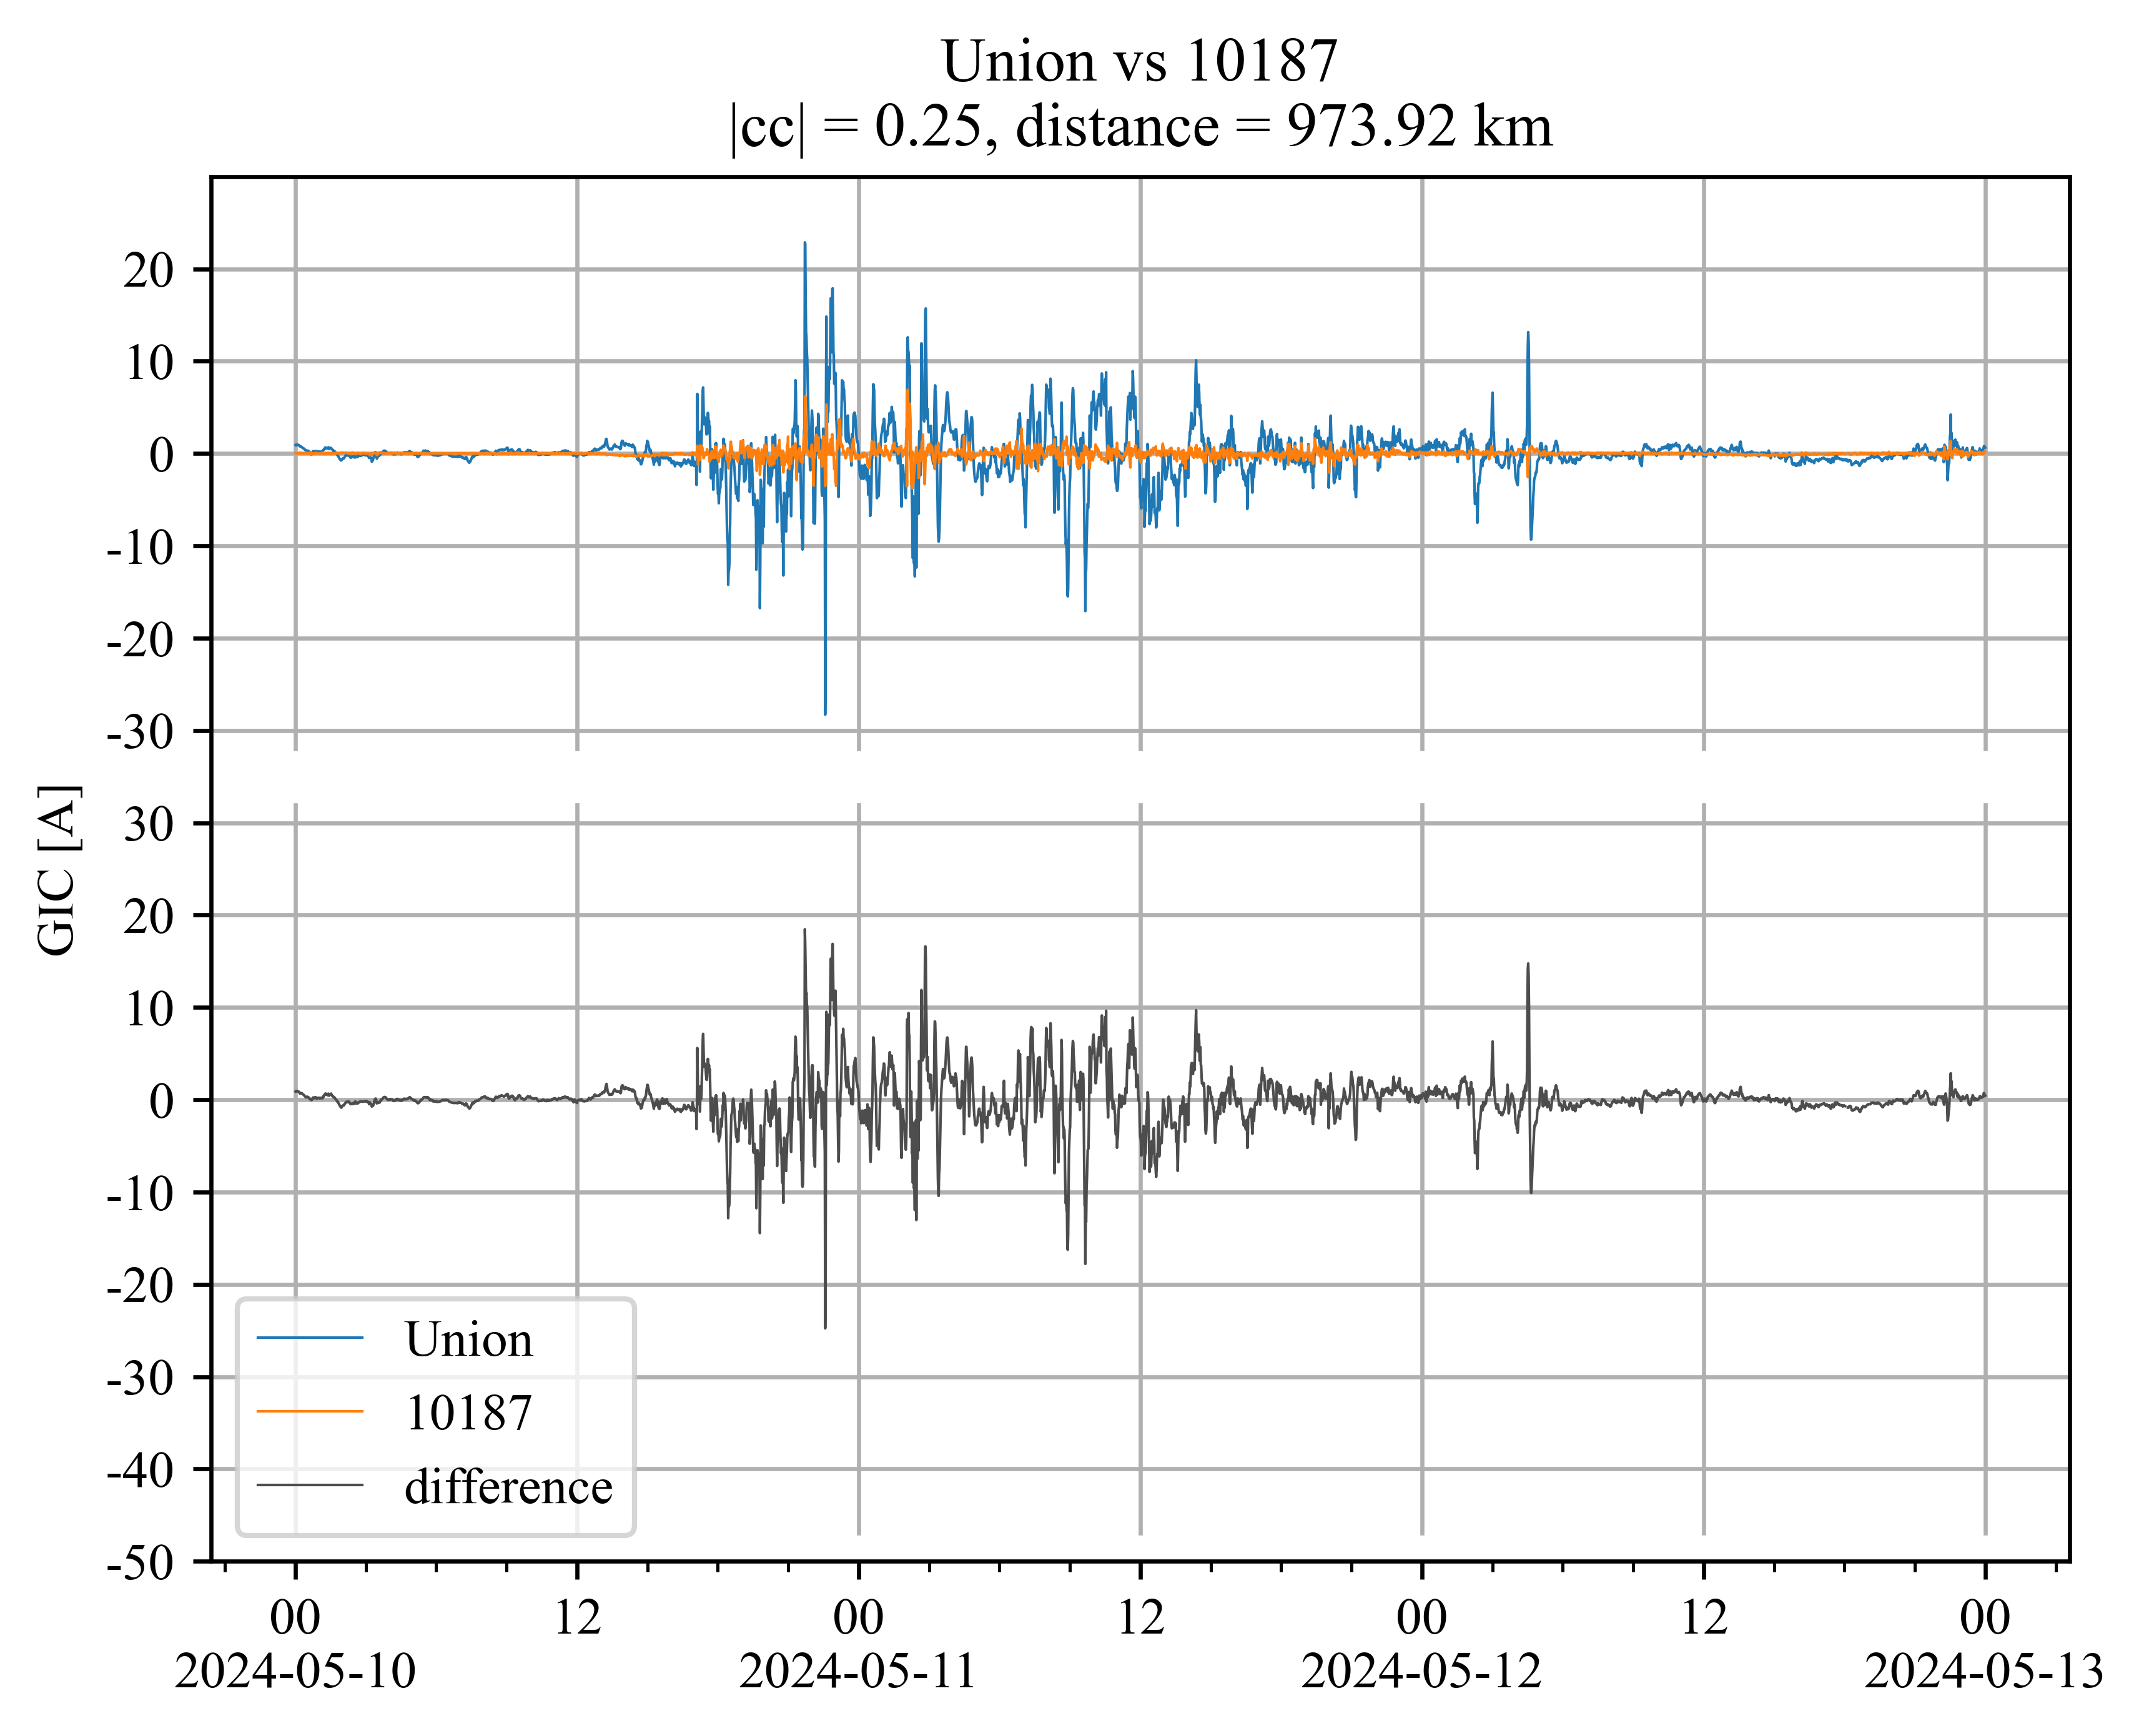 Union vs 10187
|cc| = 0.25, distance = 973.92 km
20
10
0
-10
-20
-30
30
20
10
0
-10
-20
-30
-40
-50
GIC [A]
Union
10187
difference
00 12 00 12 00 12 00
2024-05-10 2024-05-11 2024-05-12 2024-05-13